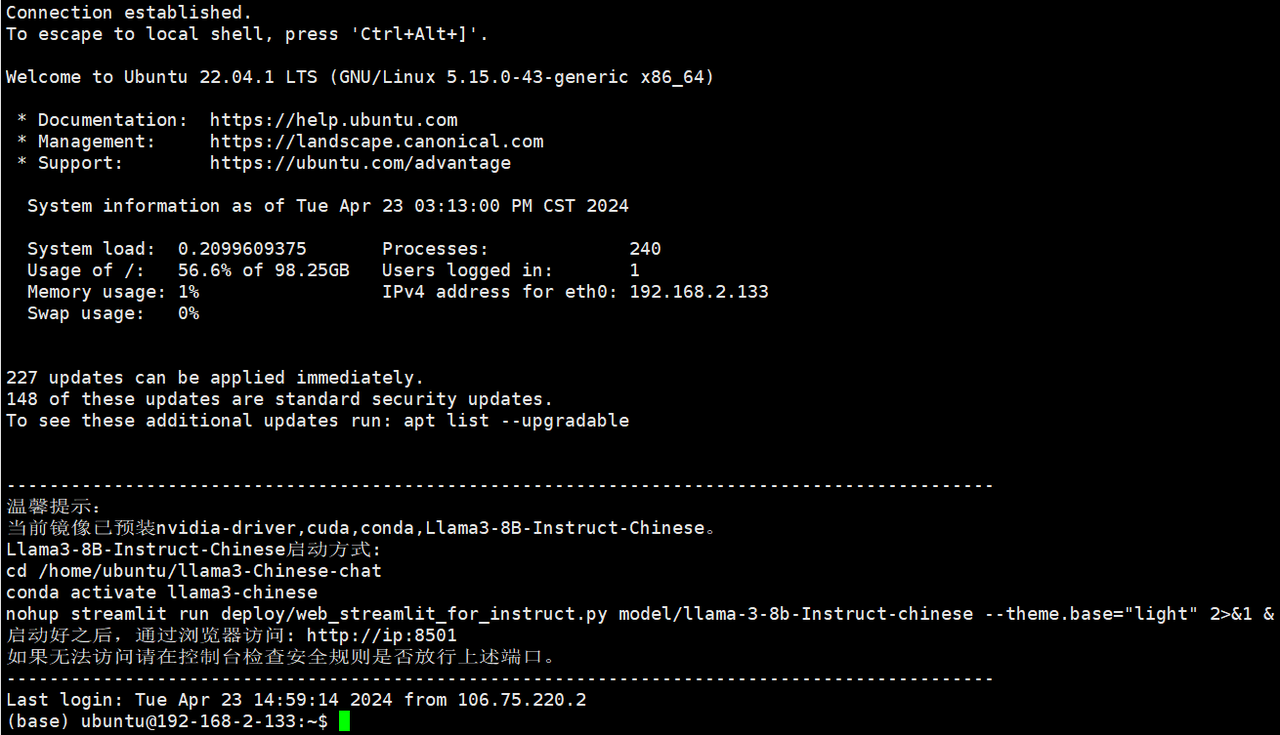 Connection established.
To escape to local shell, press 'Ctrl+Alt+]'.
Welcome to Ubuntu 22.04.1 LTS (GNU/Linux 5.15.0-43-generic x86_64)
* Documentation:  https://help.ubuntu.com
* Management:     https://landscape.canonical.com
* Support:        https://ubuntu.com/advantage
System information as of Tue Apr 23 03:13:00 PM CST 2024
System load:  0.2099609375       Processes:             240
Usage of /:   56.6% of 98.25GB   Users logged in:       1
Memory usage: 1%                 IPv4 address for eth0: 192.168.2.133
Swap usage:   0%
227 updates can be applied immediately.
148 of these updates are standard security updates.
To see these additional updates run: apt list --upgradable
--------------------------------------------------------------------------------------------
温馨提示:
当前镜像已预装nvidia-driver,cuda,conda,Llama3-8B-Instruct-Chinese。
Llama3-8B-Instruct-Chinese启动方式:
cd /home/ubuntu/llama3-Chinese-chat
conda activate llama3-chinese
nohup streamlit run deploy/web_streamlit_for_instruct.py model/llama-3-8b-Instruct-chinese --theme.base="light" 2>&1 &
启动好之后，通过浏览器访问: http://ip:8501
如果无法访问请在控制台检查安全规则是否放行上述端口。
--------------------------------------------------------------------------------------------
Last login: Tue Apr 23 14:59:14 2024 from 106.75.220.2
(base) ubuntu@192-168-2-133:~$